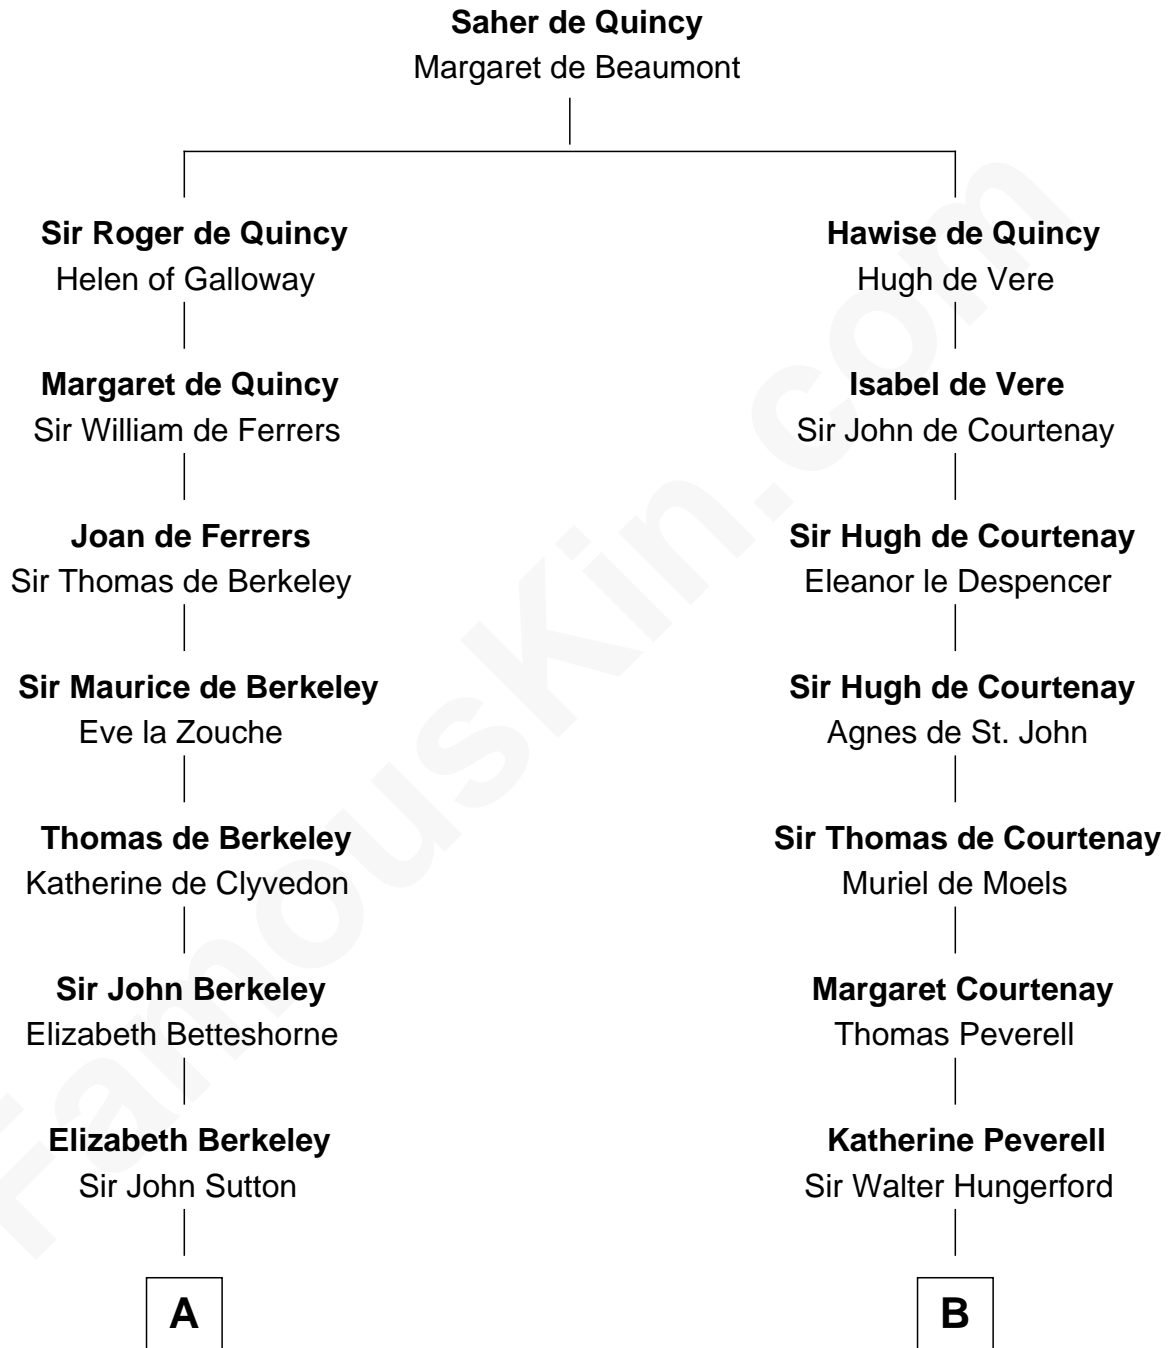 Saher de Quincy
Margaret de Beaumont
Sir Roger de Quincy
Helen of Galloway
Margaret de Quincy
Sir William de Ferrers
Joan de Ferrers
Sir Thomas de Berkeley
Sir Maurice de Berkeley
Eve la Zouche
Thomas de Berkeley
Katherine de Clyvedon
Sir John Berkeley
Elizabeth Betteshorne
Elizabeth Berkeley
Sir John Sutton
A
Hawise de Quincy
Hugh de Vere
Isabel de Vere
Sir John de Courtenay
Sir Hugh de Courtenay
Eleanor le Despencer
Sir Hugh de Courtenay
Agnes de St. John
Sir Thomas de Courtenay
Muriel de Moels
Margaret Courtenay
Thomas Peverell
Katherine Peverell
Sir Walter Hungerford
B
FamousKin.com